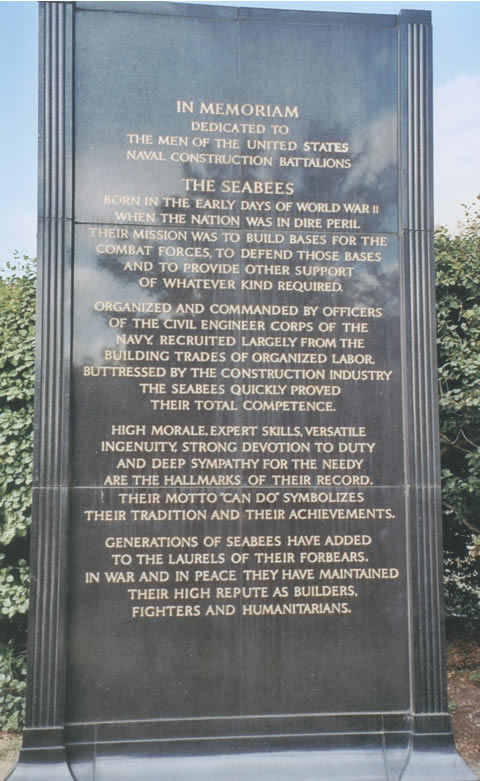 IN MEMORIAM
DEDICATED TO
THE MEN OF THE UNITED STATES
NAVAL CONSTRUCTION BATTALIONS
THE SEABEES
BORN IN THE EARLY DAYS OF WORLD WAR II
WHEN THE NATION WAS IN DIRE PERIL
THEIR MISSION WAS TO BUILD BASES FOR THE
COMBAT FORCES, TO DEFEND THOSE BASES
AND TO PROVIDE OTHER SUPPORT
OF WHATEVER KIND REQUIRED.
ORGANIZED AND COMMANDED BY OFFICERS
OF THE CIVIL ENGINEER CORPS OF THE
NAVY, RECRUITED LARGELY FROM THE
BUILDING TRADES OF ORGANIZED LABOR,
BUTTRESSED BY THE CONSTRUCTION INDUSTRY
THE SEABEES QUICKLY PROVED
THEIR TOTAL COMPETENCE.
HIGH MORALE, EXPERT SKILLS, VERSATILE
INGENUITY, STRONG DEVOTION TO DUTY
AND DEEP SYMPATHY FOR THE NEEDY
ARE THE HALLMARKS OF THEIR RECORD.
THEIR MOTTO "CAN DO" SYMBOLIZES
THEIR TRADITION AND THEIR ACHIEVEMENTS.
GENERATIONS OF SEABEES HAVE ADDED
TO THE LAURELS OF THEIR FORBEARS.
IN WAR AND IN PEACE THEY HAVE MAINTAINED
THEIR HIGH REPUTE AS BUILDERS,
FIGHTERS AND HUMANITARIANS.